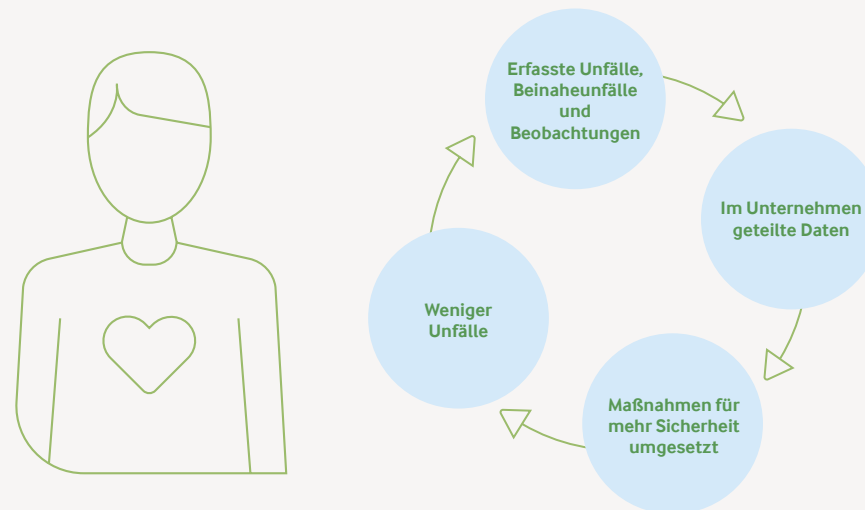 Erfasste Unfälle,
Beinaheunfälle
und
Beobachtungen
Im Unternehmen
geteilte Daten
Maßnahmen für
mehr Sicherheit
umgesetzt
Weniger
Unfälle